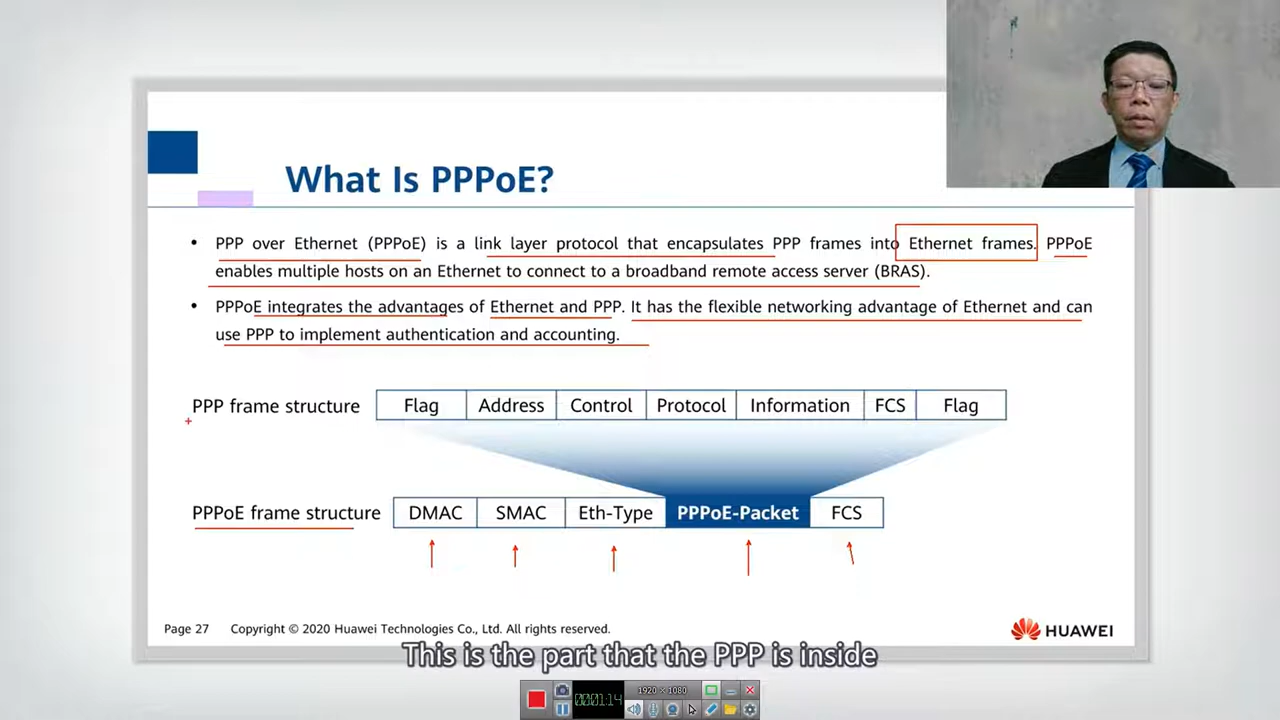 What Is PPPoE?
• PPP over Ethernet (PPPoE) is a link layer protocol that encapsulates PPP frames into Ethernet frames. PPPoE
enables multiple hosts on an Ethernet to connect to a broadband remote access server (BRAS).
• PPPoE integrates the advantages of Ethernet and PPP. It has the flexible networking advantage of Ethernet and can
use PPP to implement authentication and accounting.
PPP frame structure Flag Address Control Protocol Information FCS Flag
PPPoE frame structure DMAC SMAC Eth-Type PPPoE-Packet FCS
Page 27 Copyright © 2020 Huawei Technologies Co., Ltd. All rights reserved.
HUAWEI
This is the part that the PPP is inside
1920 × 1080
000:01:14